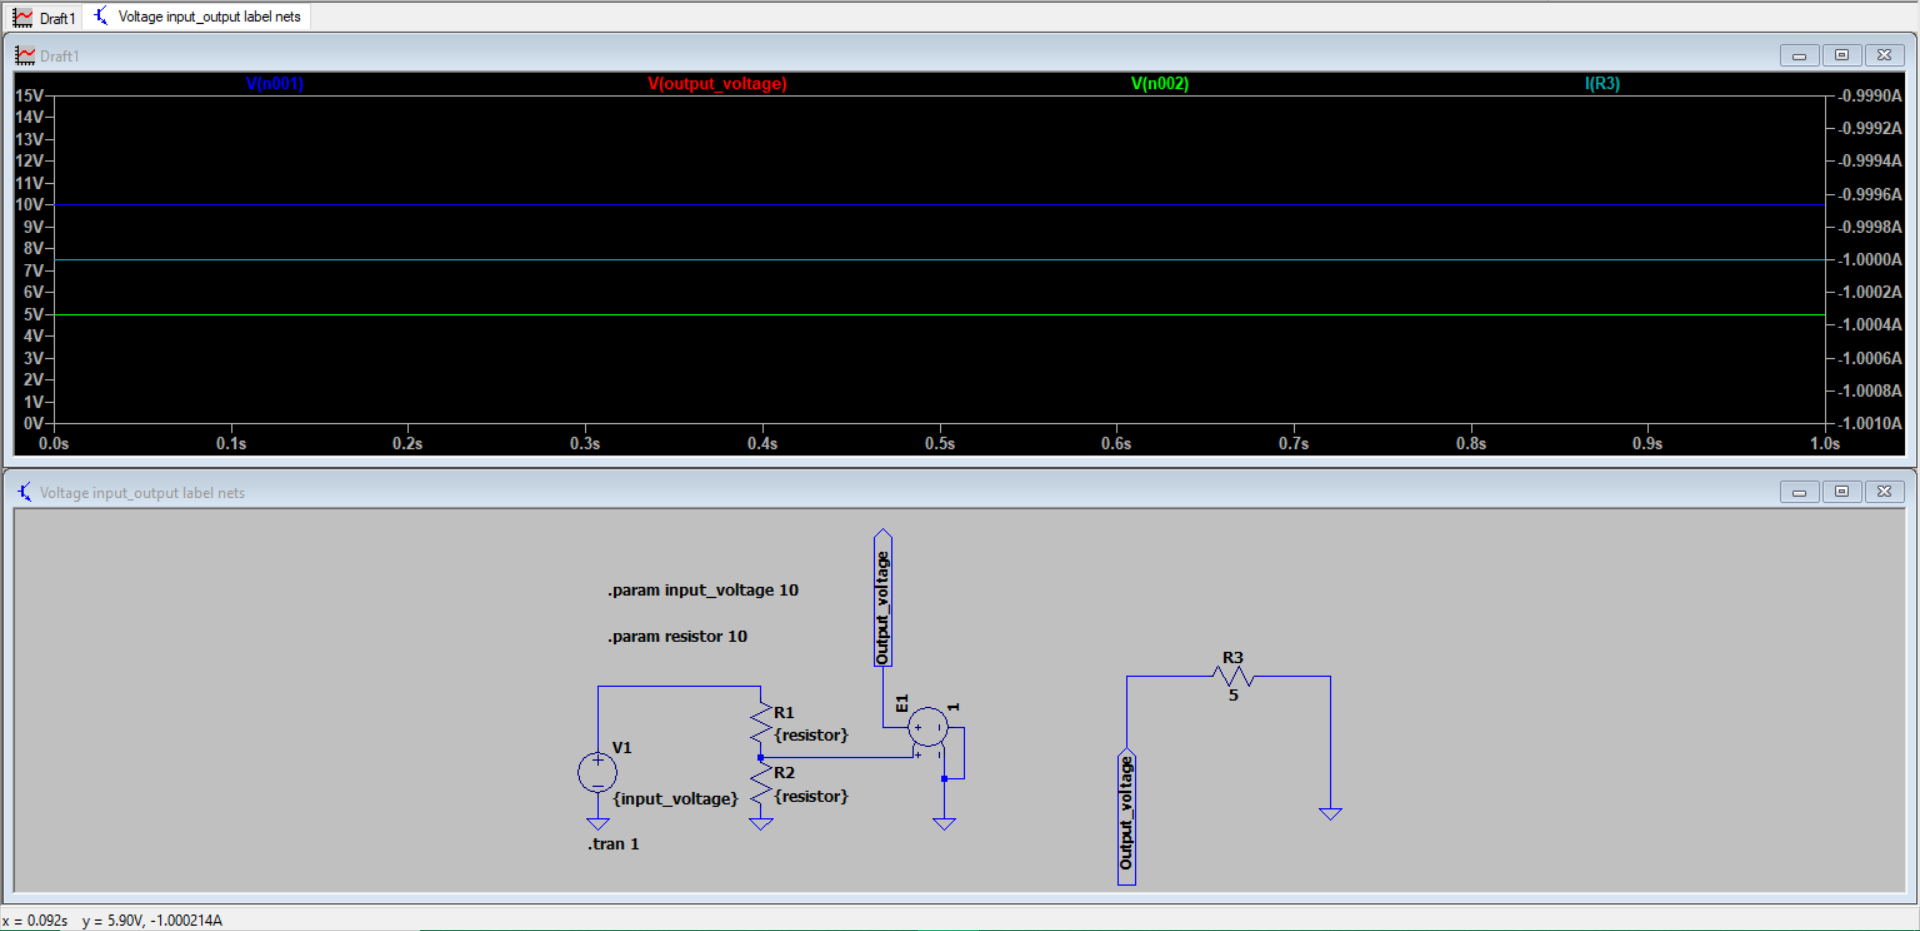 Draft1
Voltage input_output label nets
Draft1
V(n001)
V(output_voltage)
V(n002)
I(R3)
15V
14V
13V
12V
11V
10V
9V
8V
7V
6V
5V
4V
3V
2V
1V
0V
-0.9990A
-0.9992A
-0.9994A
-0.9996A
-0.9998A
-1.0000A
-1.0002A
-1.0004A
-1.0006A
-1.0008A
-1.0010A
0.0s
0.1s
0.2s
0.3s
0.4s
0.5s
0.6s
0.7s
0.8s
0.9s
1.0s
Voltage input_output label nets
.param input_voltage 10
.param resistor 10
Output_voltage
E1
1
R1
{resistor}
V1
{input_voltage}
R2
{resistor}
.tran 1
R3
5
Output_voltage
x = 0.092s y = 5.90V, -1.000214A